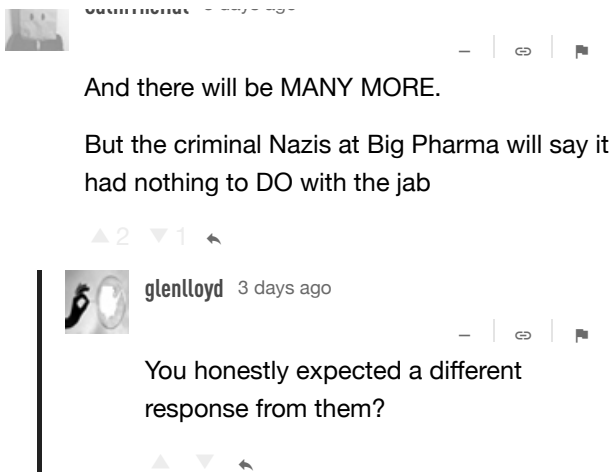 And there will be MANY MORE.
But the criminal Nazis at Big Pharma will say it
had nothing to DO with the jab
2 1
glenlloyd 3 days ago
You honestly expected a different
response from them?